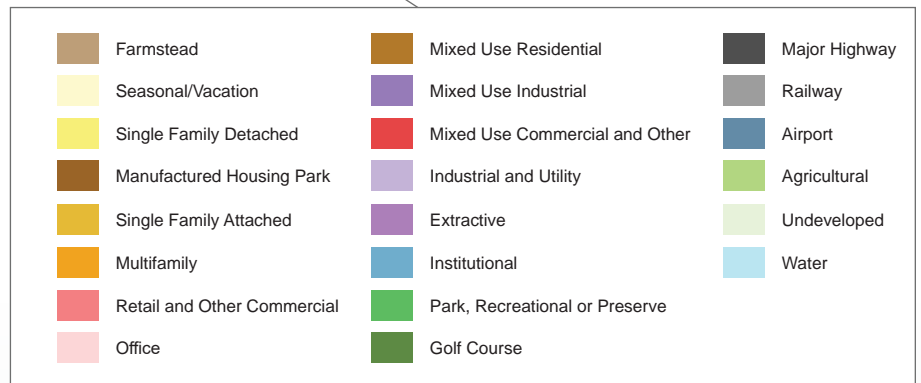 Farmstead
Seasonal/Vacation
Single Family Detached
Manufactured Housing Park
Single Family Attached
Multifamily
Retail and Other Commercial
Office
Mixed Use Residential
Mixed Use Industrial
Mixed Use Commercial and Other
Industrial and Utility
Extractive
Institutional
Park, Recreational or Preserve
Golf Course
Major Highway
Railway
Airport
Agricultural
Undeveloped
Water